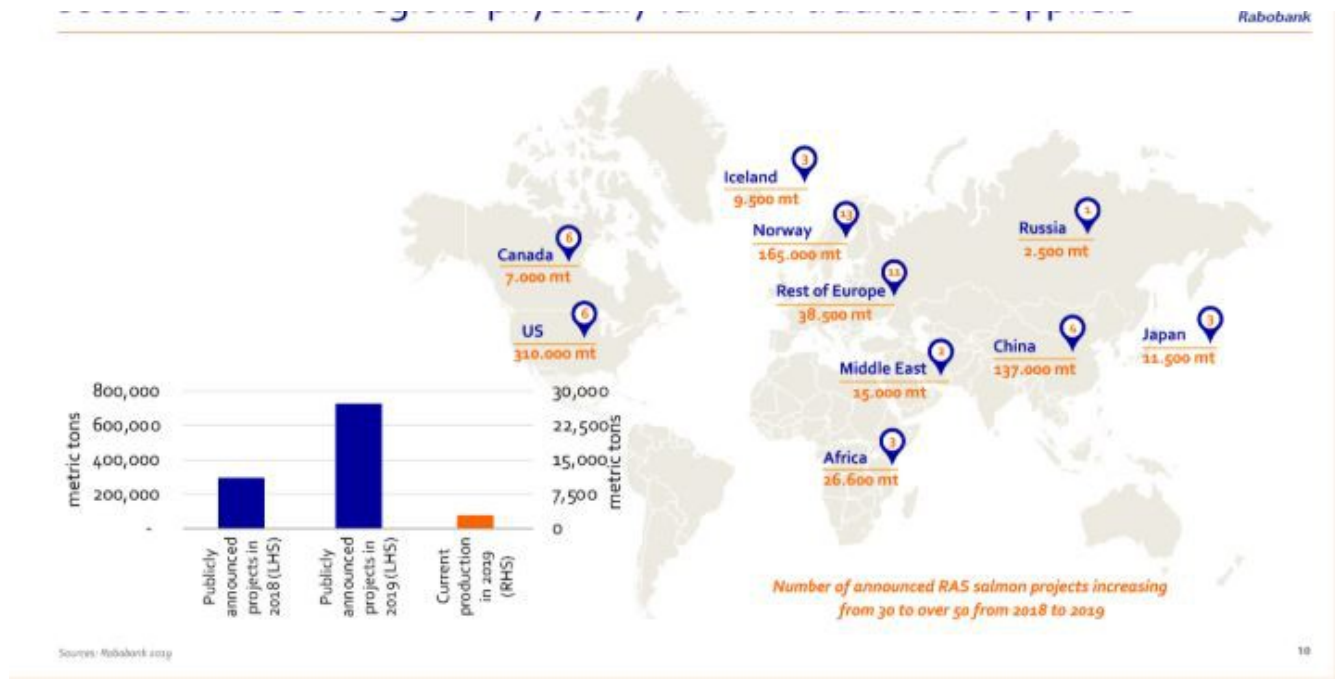 Rabobank
3
Iceland
9.500 mt
13
Norway
165.000 mt
1
Russia
2.500 mt
6
Canada
7.000 mt
11
Rest of Europe
38.500 mt
6
US
310.000 mt
2
Middle East
15.000 mt
6
China
137.000 mt
3
Japan
11.500 mt
3
Africa
26.600 mt
800,000
600,000
400,000
200,000
-
metric tons
30,000
22,500
15,000
7,500
0
metric tons
Publicly
announced
projects in
2018 (LHS)
Publicly
announced
projects in
2019 (LHS)
Current
production
in 2019
(RHS)
Number of announced RAS salmon projects increasing
from 30 to over 50 from 2018 to 2019
Sources: Rabobank 2019
10